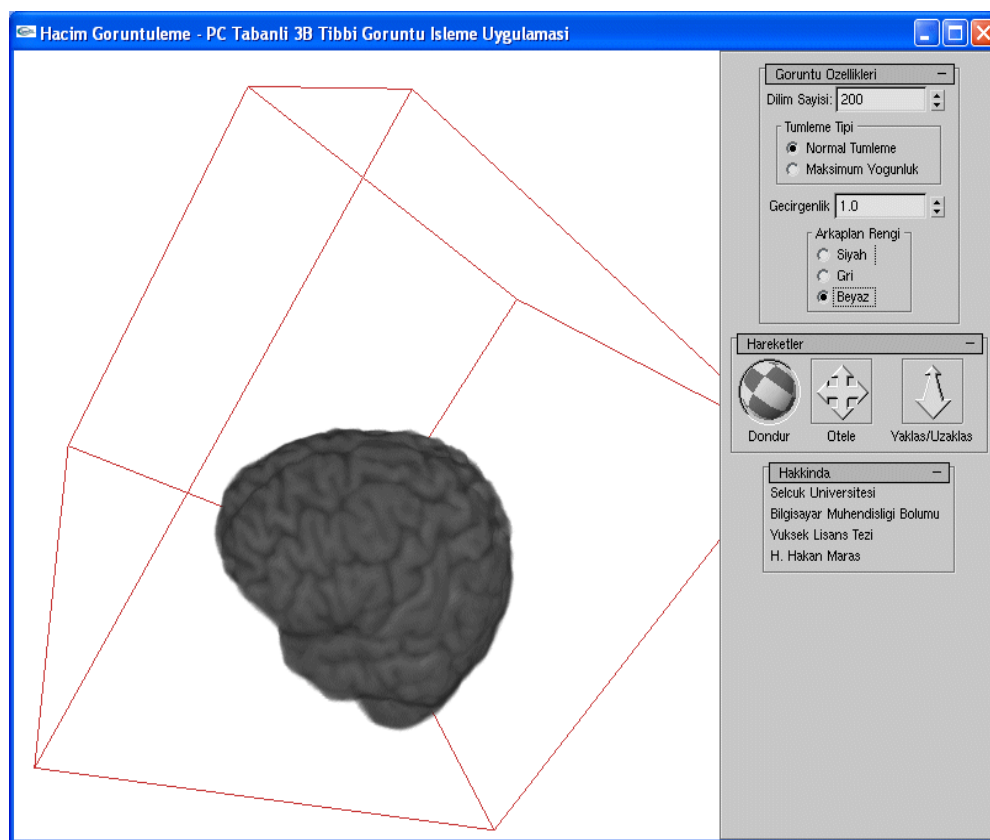 Hacim Goruntuleme - PC Tabanli 3B Tibbi Goruntu Isleme Uygulamasi
Goruntu Ozellikleri
Dilim Sayisi: 200
Tumleme Tipi
Normal Tumleme
Maksimum Yogunluk
Gecirgenlik 1.0
Arkaplan Rengi
Siyah
Gri
Beyaz
Hareketler
Dondur Otele Yaklas/Uzaklas
Hakkinda
Selcuk Universitesi
Bilgisayar Muhendisligi Bolumu
Yuksek Lisans Tezi
H. Hakan Maras